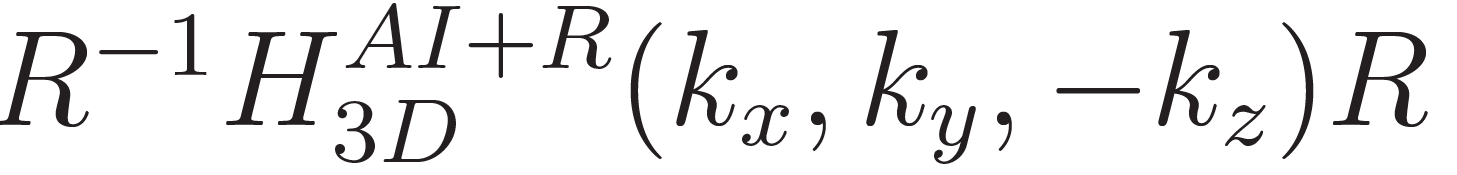 $R^{-1} H_{3D}^{AI+R}(k_x, k_y, -k_z) R$